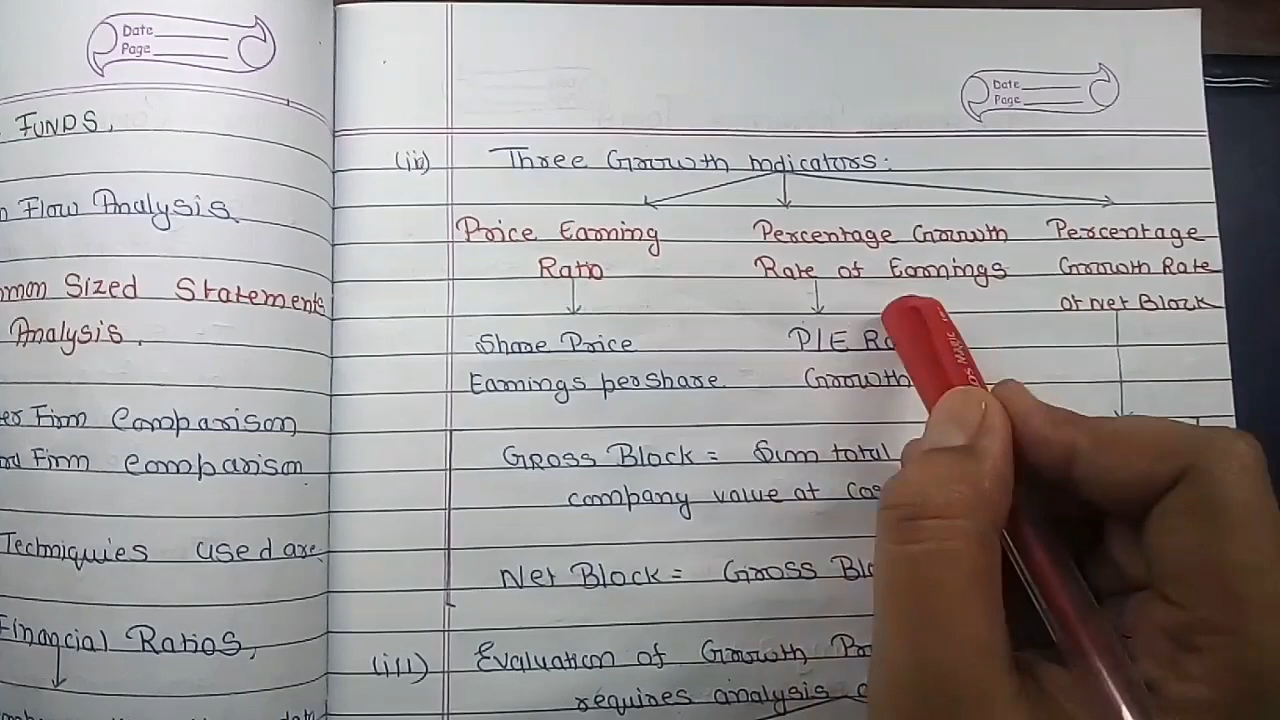 Date
Page
FUNDS.
Flow Analysis.
Sized Statements
Analysis.
Firm Comparison
Firm comparison
Techniquies used are
Financial Ratios,
Date
Page
(ii) Three Growth indicators:
Price Earning Ratio
Percentage Growth Rate of Earnings
Percentage Growth Rate of Net Block
Share Price
Earnings per share
P/E
Growth
GROSS Block = Sum total
company value at
Net Block = Gross
(iii) Evaluation of Growth
requires analysis